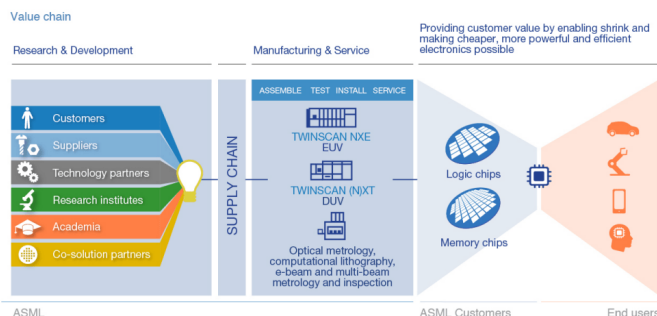 Value chain
Research & Development
Manufacturing & Service
Providing customer value by enabling shrink and
making cheaper, more powerful and efficient
electronics possible
Customers
Suppliers
Technology partners
Research institutes
Academia
Co-solution partners
SUPPLY CHAIN
ASSEMBLE TEST INSTALL SERVICE
TWINSCAN NXE
EUV
TWINSCAN (N)XT
DUV
Optical metrology,
computational lithography,
e-beam and multi-beam
metrology and inspection
Logic chips
Memory chips
ASML
ASML Customers
End users